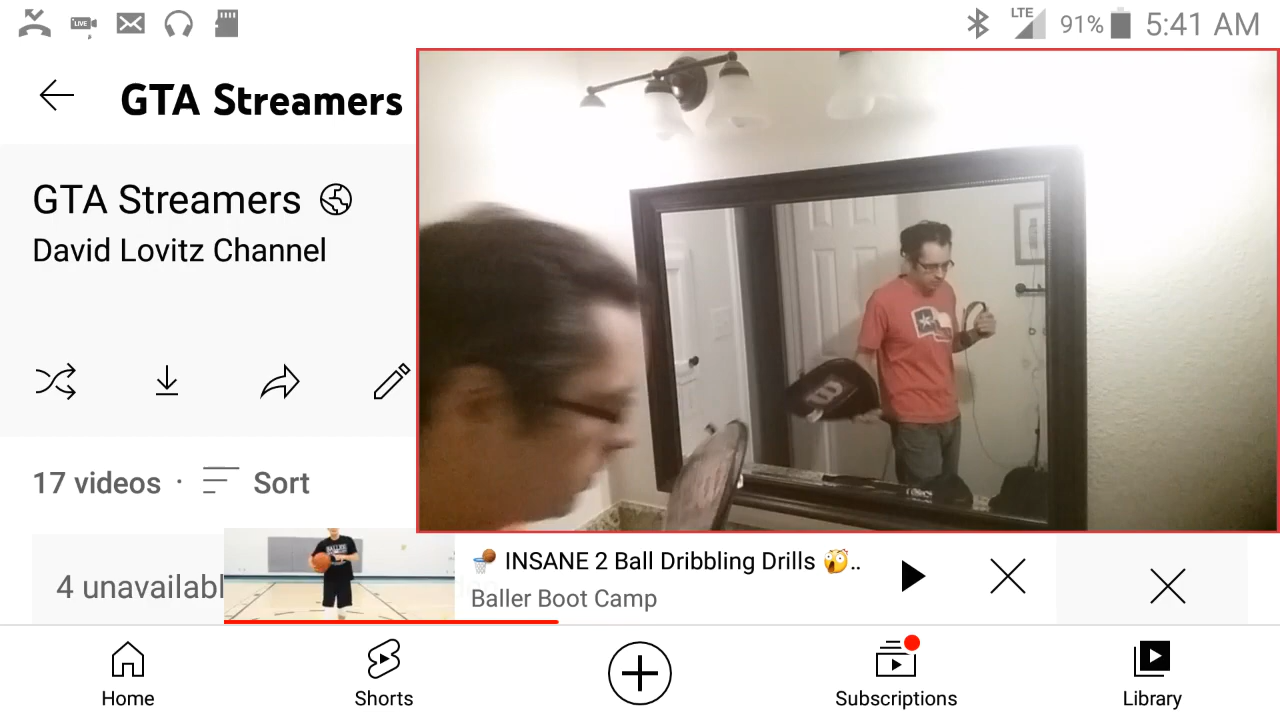 LIVE
LTE
91%
5:41 AM
GTA Streamers
GTA Streamers
David Lovitz Channel
17 videos · Sort
4 unavailabl
INSANE 2 Ball Dribbling Drills 😲..
Baller Boot Camp
Home
Shorts
Subscriptions
Library